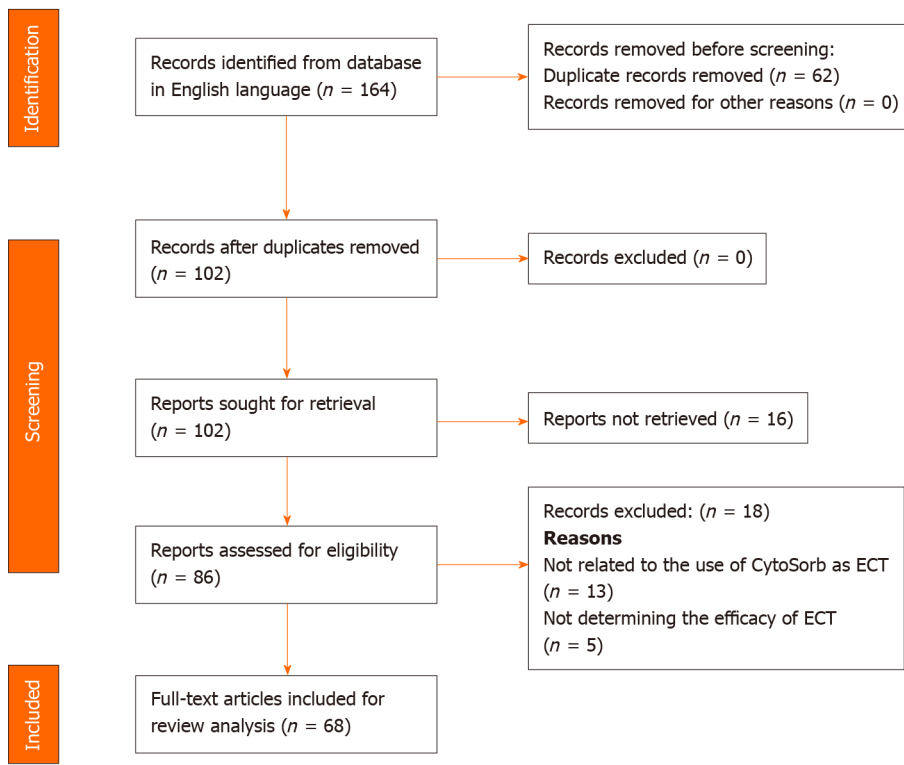 Identification
Records identified from database
in English language (n = 164)
Records removed before screening:
Duplicate records removed (n = 62)
Records removed for other reasons (n = 0)
Screening
Records after duplicates removed
(n = 102)
Records excluded (n = 0)
Reports sought for retrieval
(n = 102)
Reports not retrieved (n = 16)
Reports assessed for eligibility
(n = 86)
Records excluded: (n = 18)
Reasons
Not related to the use of CytoSorb as ECT
(n = 13)
Not determining the efficacy of ECT
(n = 5)
Included
Full-text articles included for
review analysis (n = 68)